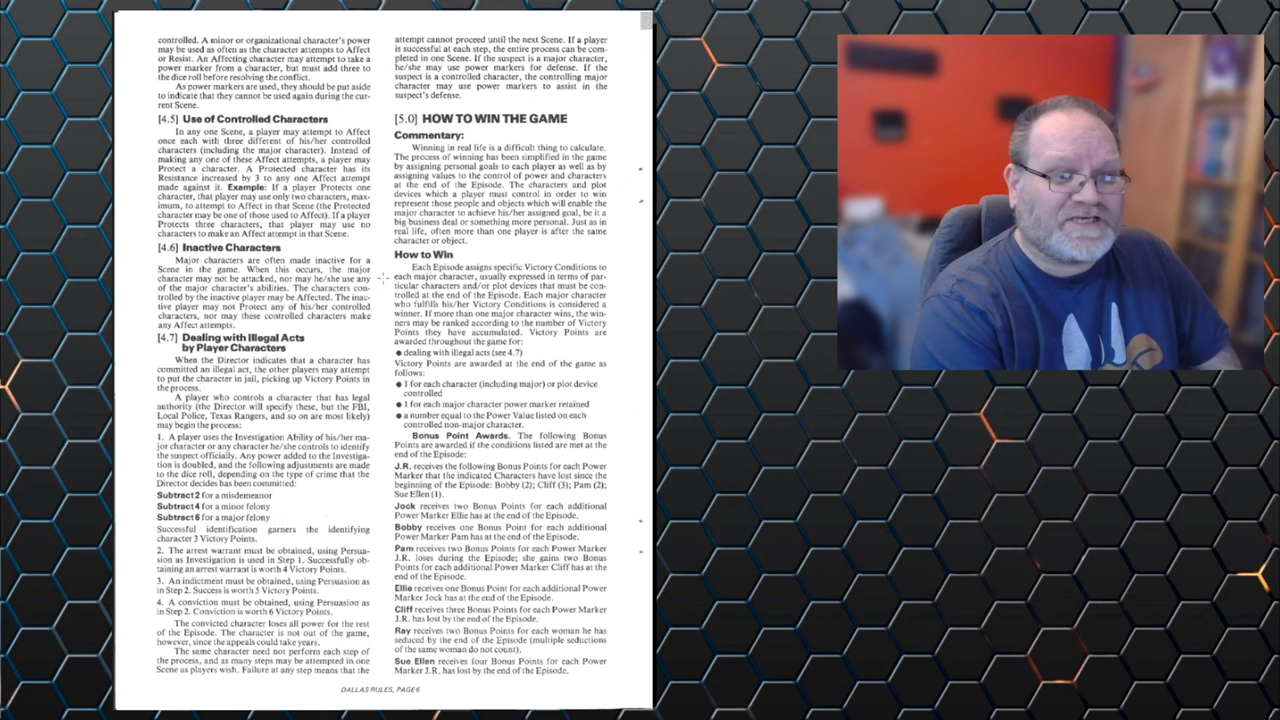 controlled. A minor or organizational character's power
may be used as often as the character attempts to Affect
or Resist. An Affecting character may attempt to take a
power marker from a character, but must add three to
the dice roll before resolving the conflict.
As power markers are used, they should be put aside
to indicate that they cannot be used again during the cur-
rent Scene.
[4.5] Use of Controlled Characters
In any one Scene, a player may attempt to Affect
once each with three different of his/her controlled
characters (including the major character). Instead of
making any one of these Affect attempts, a player may
Protect a character. A Protected character has its
Resistance increased by 3 to any one Affect attempt
made against it. Example: If a player Protects one
character, that player may use only two characters, max-
imum, to attempt to Affect in that Scene (the Protected
character may be one of those used to Affect). If a player
Protects three characters, that player may use no
characters to make an Affect attempt in that Scene.
[4.6] Inactive Characters
Major characters are often made inactive for a
Scene in the game. When this occurs, the major
character may not be attacked, nor may he/she use any
of the major character's abilities. The characters con-
trolled by the inactive player may be Affected. The inac-
tive player may not Protect any of his/her controlled
characters, nor may these controlled characters make
any Affect attempts.
[4.7] Dealing with Illegal Acts
by Player Characters
When the Director indicates that a character has
committed an illegal act, the other players may attempt
to put the character in jail, picking up Victory Points in
the process.
A player who controls a character that has legal
authority (the Director will specify these, but the FBI,
Local Police, Texas Rangers, and so on are most likely)
may begin the process:
1. A player uses the Investigation Ability of his/her ma-
jor character or any character he/she controls to identify
the suspect officially. Any power added to the Investiga-
tion is doubled, and the following adjustments are made
to the dice roll, depending on the type of crime that the
Director decides has been committed:
Subtract 2 for a misdemeanor
Subtract 4 for a minor felony
Subtract 6 for a major felony
Successful identification garners the identifying
character 3 Victory Points.
2. The arrest warrant must be obtained, using Persua-
sion as Investigation is used in Step 1. Successfully ob-
taining an arrest warrant is worth 4 Victory Points.
3. An indictment must be obtained, using Persuasion as
in Step 2. Success is worth 5 Victory Points.
4. A conviction must be obtained, using Persuasion as
in Step 2. Conviction is worth 6 Victory Points.
The convicted character loses all power for the rest
of the Episode. The character is not out of the game,
however, since the appeals could take years.
The same character need not perform each step of
the process, and as many steps may be attempted in one
Scene as players wish. Failure at any step means that the
attempt cannot proceed until the next Scene. If a player
is successful at each step, the entire process can be com-
pleted in one Scene. If the suspect is a major character,
he/she may use power markers for defense. If the
suspect is a controlled character, the controlling major
character may use power markers to assist in the
suspect's defense.
[5.0] HOW TO WIN THE GAME
Commentary:
Winning in real life is a difficult thing to calculate.
The process of winning has been simplified in the game
by assigning personal goals to each player as well as by
assigning values to the control of power and characters
at the end of the Episode. The characters and plot
devices which a player must control in order to win
represent those people and objects which will enable the
major character to achieve his/her assigned goal, be it a
big business deal or something more personal. Just as in
real life, often more than one player is after the same
character or object.
How to Win
Each Episode assigns specific Victory Conditions to
each major character, usually expressed in terms of par-
ticular characters and/or plot devices that must be con-
trolled at the end of the Episode. Each major character
who fulfills his/her Victory Conditions is considered a
winner. If more than one major character wins, the win-
ners may be ranked according to the number of Victory
Points they have accumulated. Victory Points are
awarded throughout the game for:
● dealing with illegal acts (see 4.7)
Victory Points are awarded at the end of the game as
follows:
● 1 for each character (including major) or plot device
controlled
● 1 for each major character power marker retained
● a number equal to the Power Value listed on each
controlled non-major character.
Bonus Point Awards. The following Bonus
Points are awarded if the conditions listed are met at the
end of the Episode:
J.R. receives the following Bonus Points for each Power
Marker that the indicated Characters have lost since the
beginning of the Episode: Bobby (2); Cliff (3); Pam (2);
Sue Ellen (1).
Jock receives two Bonus Points for each additional
Power Marker Ellie has at the end of the Episode.
Bobby receives one Bonus Point for each additional
Power Marker Pam has at the end of the Episode.
Pam receives two Bonus Points for each Power Marker
J.R. loses during the Episode; she gains two Bonus
Points for each additional Power Marker Cliff has at the
end of the Episode.
Ellie receives one Bonus Point for each additional Power
Marker Jock has at end of the Episode.
Cliff receives three Bonus Points for each Power Marker
J.R. has lost by the end of the Episode.
Ray receives two Bonus Points for each woman he has
seduced by the end of the Episode (multiple seductions
of the same woman do not count).
Sue Ellen receives four Bonus Points for each Power
Marker J.R. has lost by the end of the Episode.
DALLAS RULES, PAGE 6